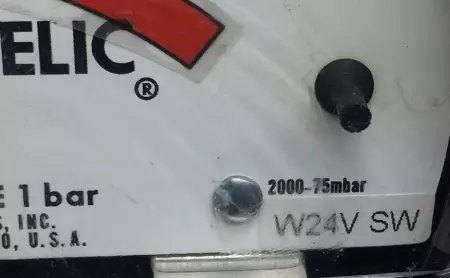 ELIC®
E 1 bar
2000-75mbar
S, INC.
W24V SW
O, U.S.A.